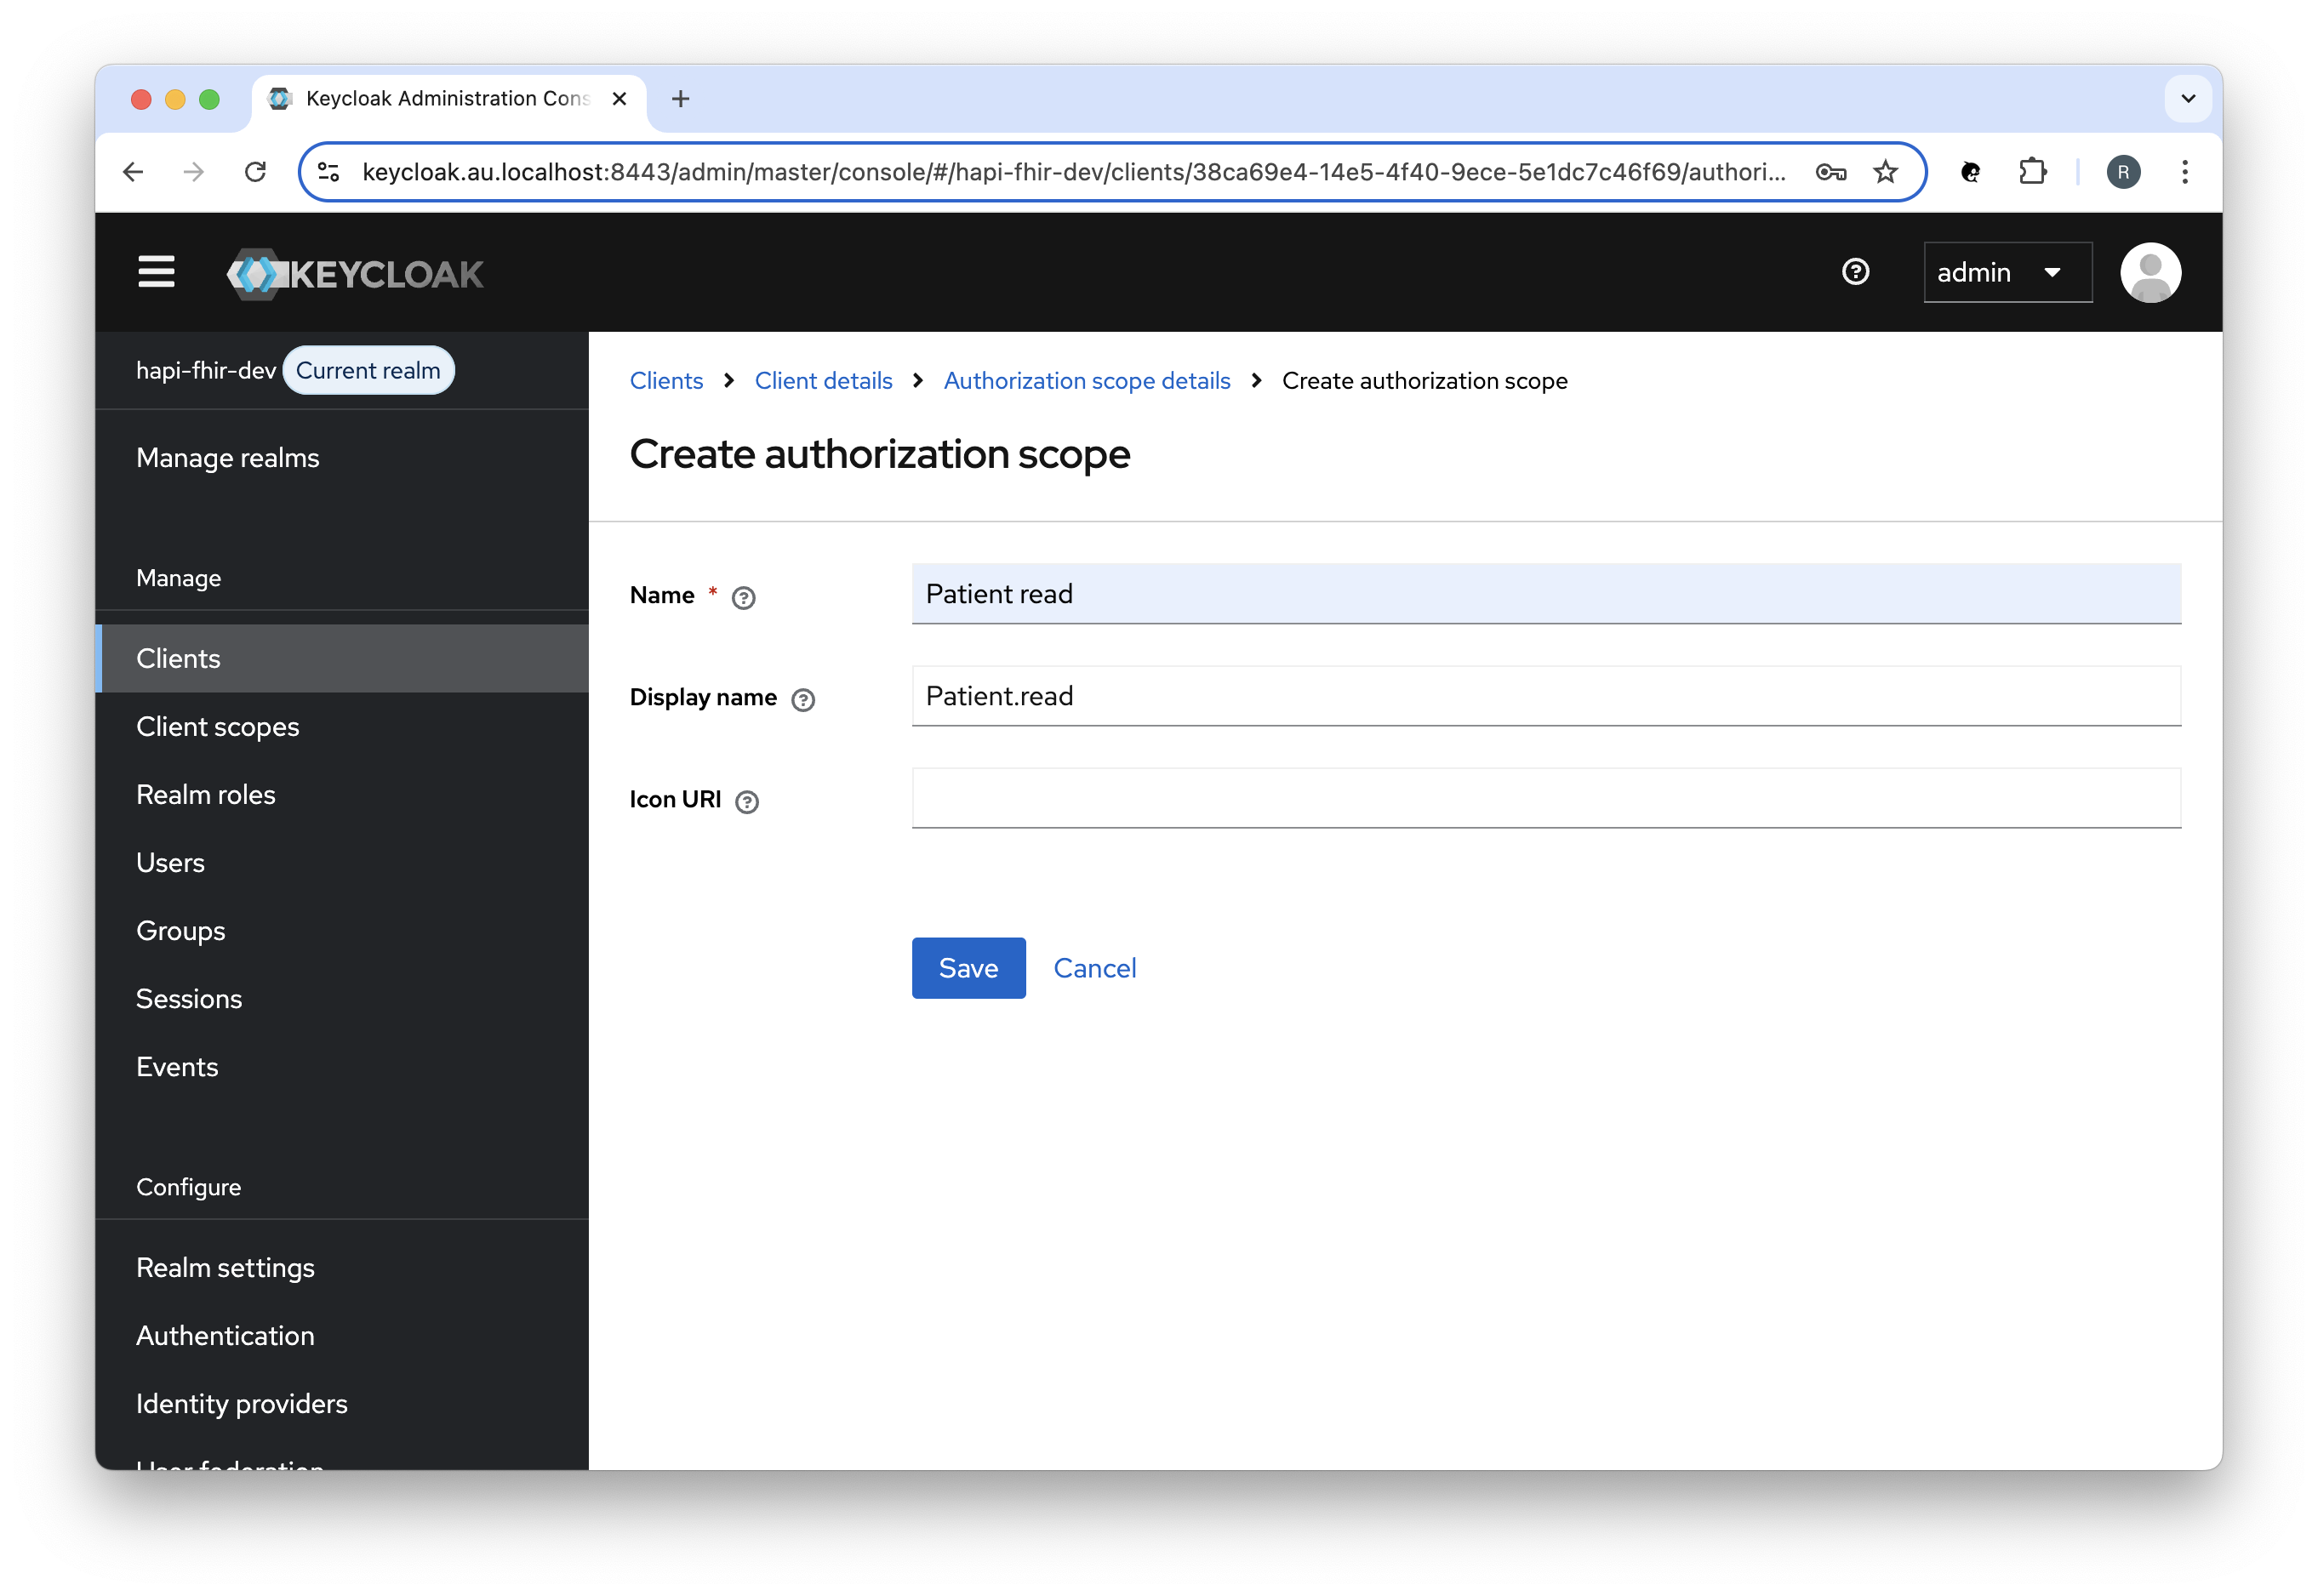 Keycloak Administration Cons
keycloak.au.localhost:8443/admin/master/console/#/hapi-fhir-dev/clients/38ca69e4-14e5-4f40-9ece-5e1dc7c46f69/authori...
R
KEYCLOAK
admin
hapi-fhir-dev Current realm
Manage realms
Manage
Clients
Client scopes
Realm roles
Users
Groups
Sessions
Events
Configure
Realm settings
Authentication
Identity providers
User federation
Clients > Client details > Authorization scope details > Create authorization scope
Create authorization scope
Name *
Patient read
Display name
Patient.read
Icon URI
Save Cancel